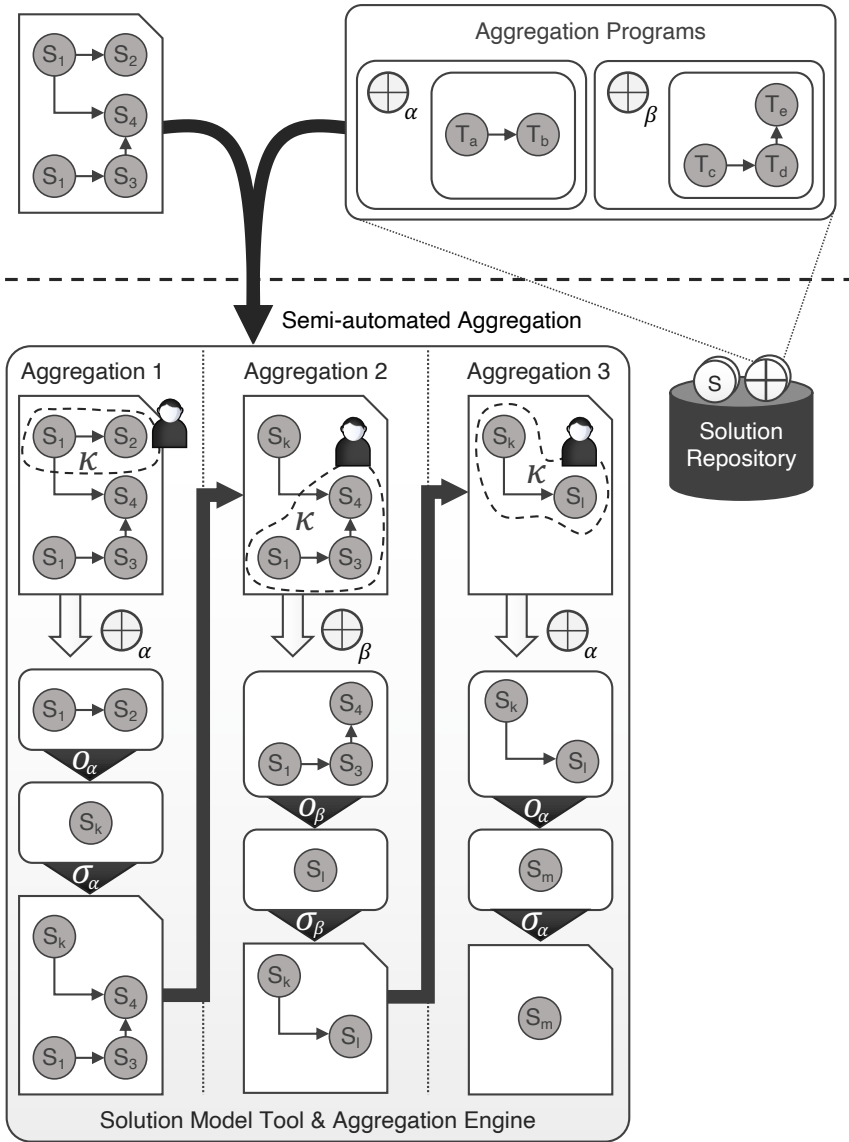 Aggregation Programs
S1 S2
S4
S1 S3
⊕α
Ta Tb
⊕β
Te
Tc Td
Semi-automated Aggregation
S
Solution
Repository
Aggregation 1
S1 S2
κ
S4
S1 S3
⊕α
S1 S2
oα
Sk
σα
Sk
S4
S1 S3
Aggregation 2
Sk
S4
κ
S1 S3
⊕β
S4
S1 S3
oβ
Sl
σβ
Sk
Sl
Aggregation 3
Sk
κ
Sl
⊕α
Sk
Sl
oα
Sm
σα
Sm
Solution Model Tool & Aggregation Engine